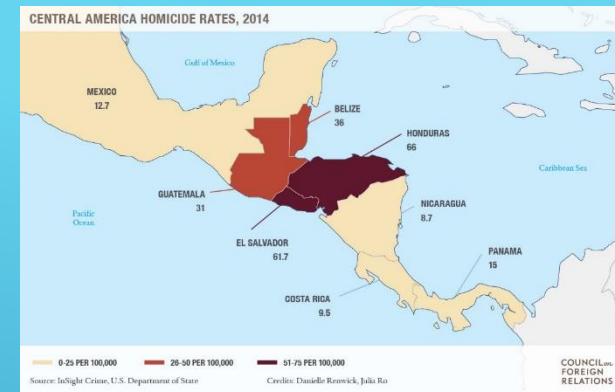 CENTRAL AMERICA HOMICIDE RATES, 2014
Gulf of Mexico
MEXICO
12.7
BELIZE
36
HONDURAS
66
Caribbean Sea
GUATEMALA
31
NICARAGUA
8.7
Pacific
Ocean
EL SALVADOR
61.7
PANAMA
15
COSTA RICA
9.5
0-25 PER 100,000
26-50 PER 100,000
51-75 PER 100,000
COUNCIL on
FOREIGN
RELATIONS
Source: InSight Crime, U.S. Department of State
Credits: Danielle Renwick, Julia Ro